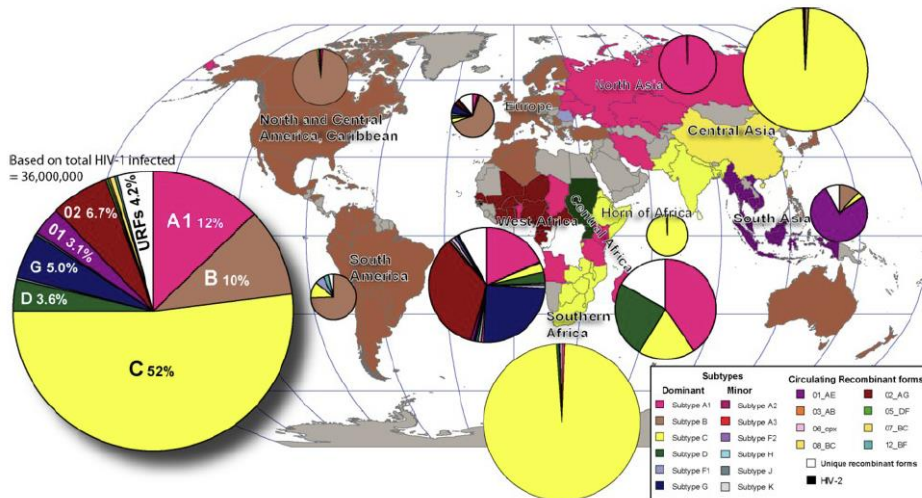 North and Central
America, Caribbean
Europe
North Asia
Central Asia
Based on total HIV-1 infected
= 36,000,000
A1 12%
B 10%
C 52%
D 3.6%
G 5.0%
01 3.1%
02 6.7%
URFs 4.2%
West Africa
Central Africa
Horn of Africa
South Asia
South
America
Southern
Africa
Subtypes
Dominant
Minor
Subtype A1
Subtype A2
Subtype B
Subtype A3
Subtype C
Subtype F2
Subtype D
Subtype H
Subtype F1
Subtype J
Subtype G
Subtype K
Circulating Recombinant forms
01_AE
02_AG
03_AB
05_DF
06_cpx
07_BC
08_BC
12_BF
Unique recombinant forms
HIV-2